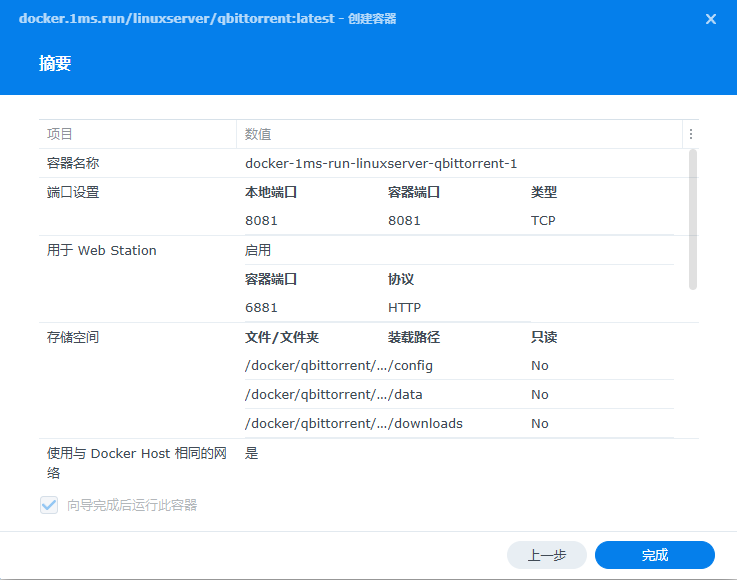 docker.1ms.run/linuxserver/qbittorrent:latest - 创建容器
摘要
项目 数值
容器名称 docker-1ms-run-linuxserver-qbittorrent-1
端口设置 本地端口 容器端口 类型
8081 8081 TCP
用于 Web Station 启用
容器端口 协议
6881 HTTP
存储空间 文件/文件夹 装载路径 只读
/docker/qbittorrent/... /config No
/docker/qbittorrent/... /data No
/docker/qbittorrent/... /downloads No
使用与 Docker Host 相同的网 是
络
向导完成后运行此容器
上一步 完成